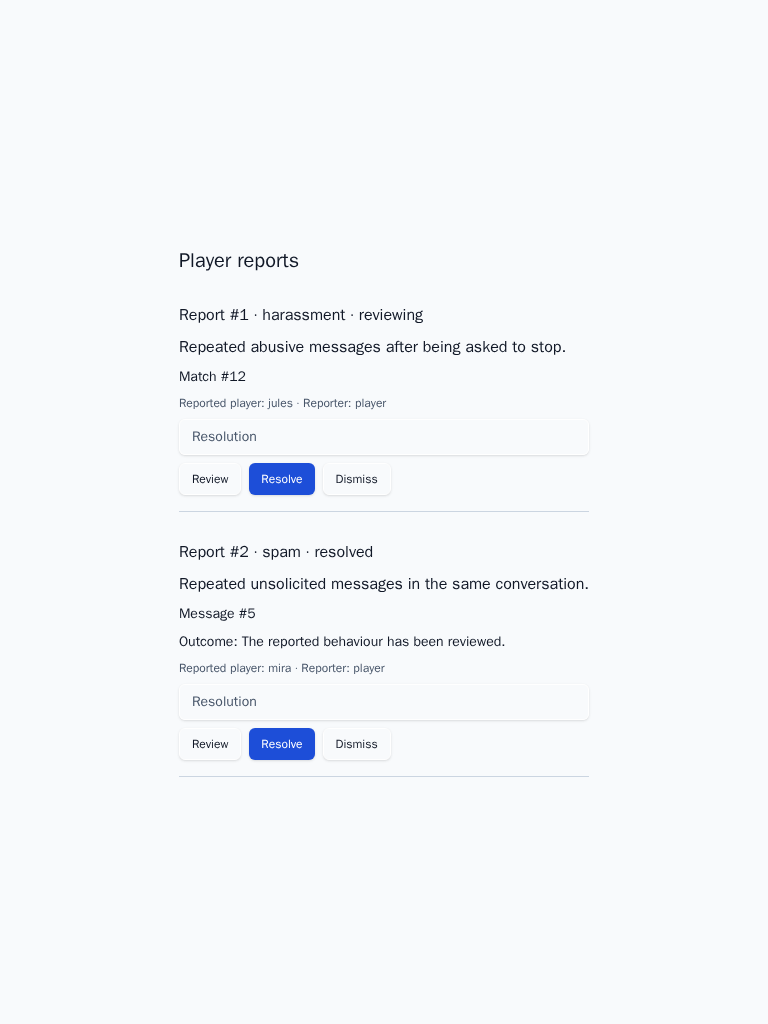 Player reports
Report #1 · harassment · reviewing
Repeated abusive messages after being asked to stop.
Match #12
Reported player: jules · Reporter: player
Resolution
Review Resolve Dismiss
Report #2 · spam · resolved
Repeated unsolicited messages in the same conversation.
Message #5
Outcome: The reported behaviour has been reviewed.
Reported player: mira · Reporter: player
Resolution
Review Resolve Dismiss